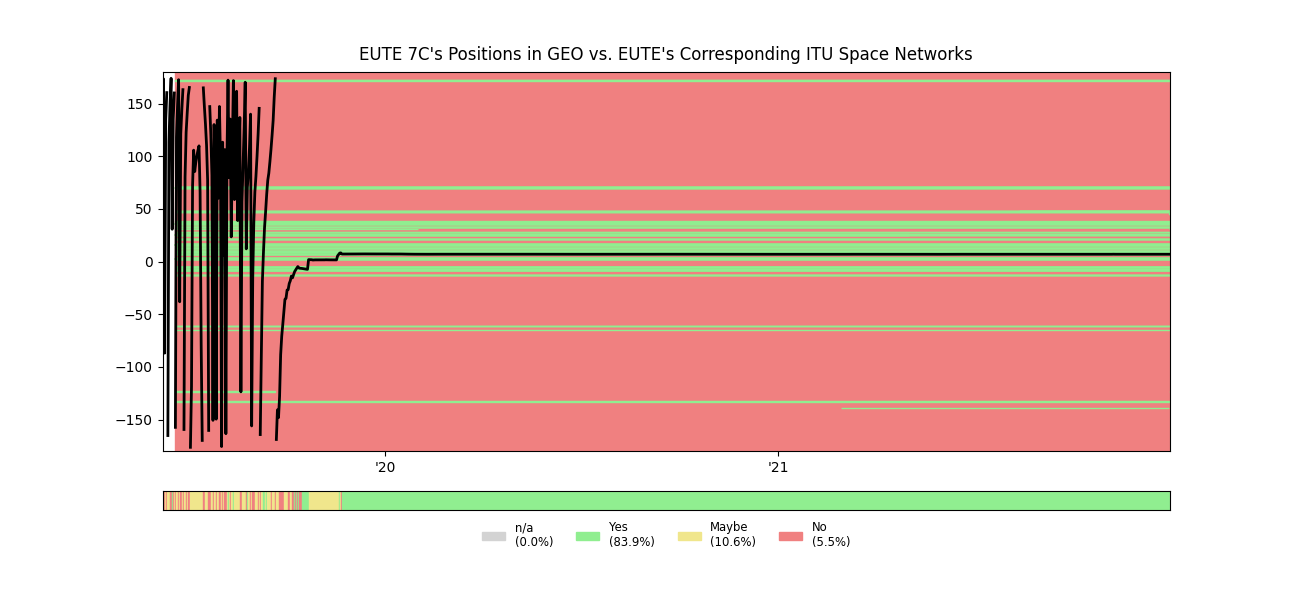 EUTE 7C's Positions in GEO vs. EUTE's Corresponding ITU Space Networks
150
100
50
0
−50
−100
−150
'20
'21
n/a
(0.0%)
Yes
(83.9%)
Maybe
(10.6%)
No
(5.5%)